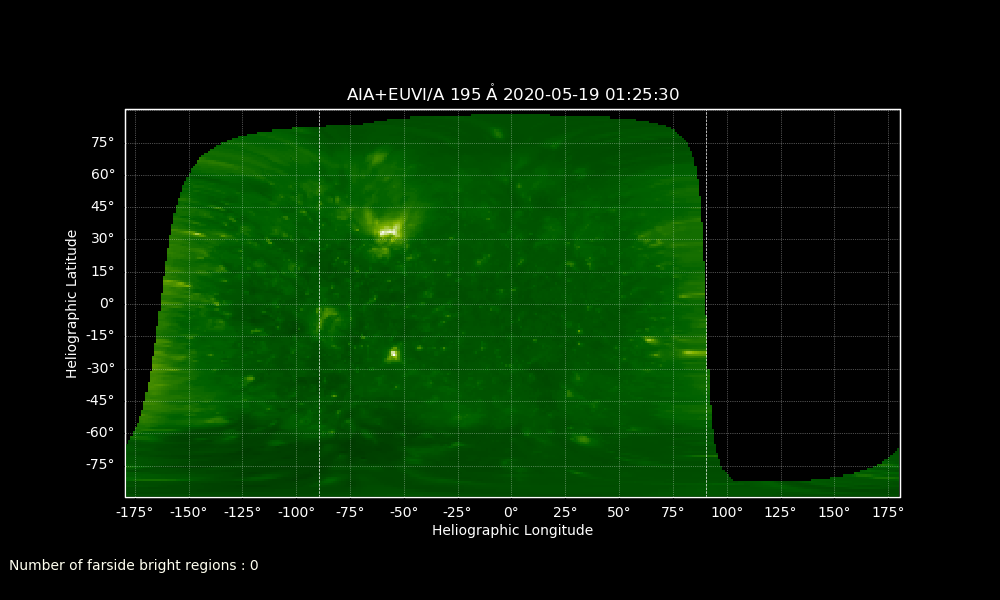 AIA+EUVI/A 195 Å 2020-05-19 01:25:30
75°
60°
45°
30°
15°
0°
-15°
-30°
-45°
-60°
-75°
Heliographic Latitude
-175° -150° -125° -100° -75° -50° -25° 0° 25° 50° 75° 100° 125° 150° 175°
Heliographic Longitude
Number of farside bright regions : 0